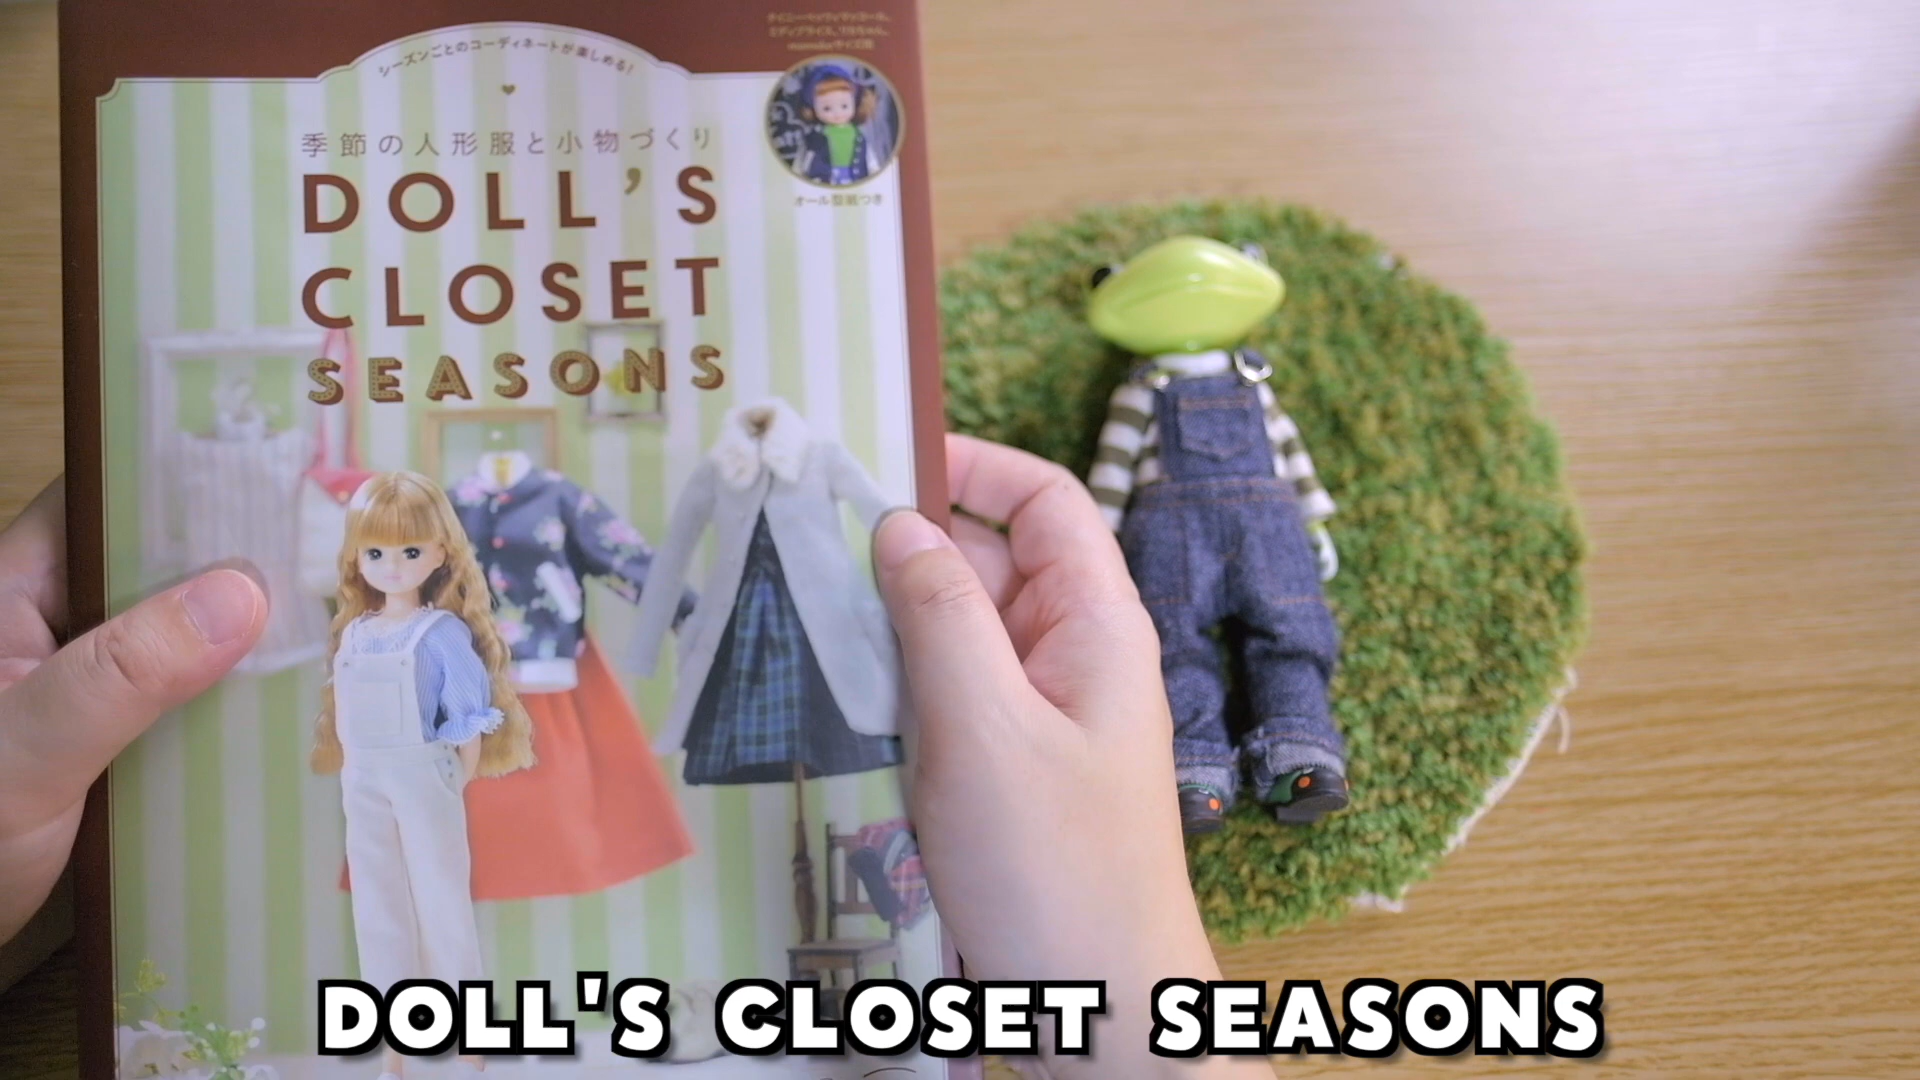 シーズンごとのコーディネートが楽しめる!
季節の人形服と小物づくり
DOLL'S
CLOSET
SEASONS
オール型紙つき
DOLL'S CLOSET SEASONS